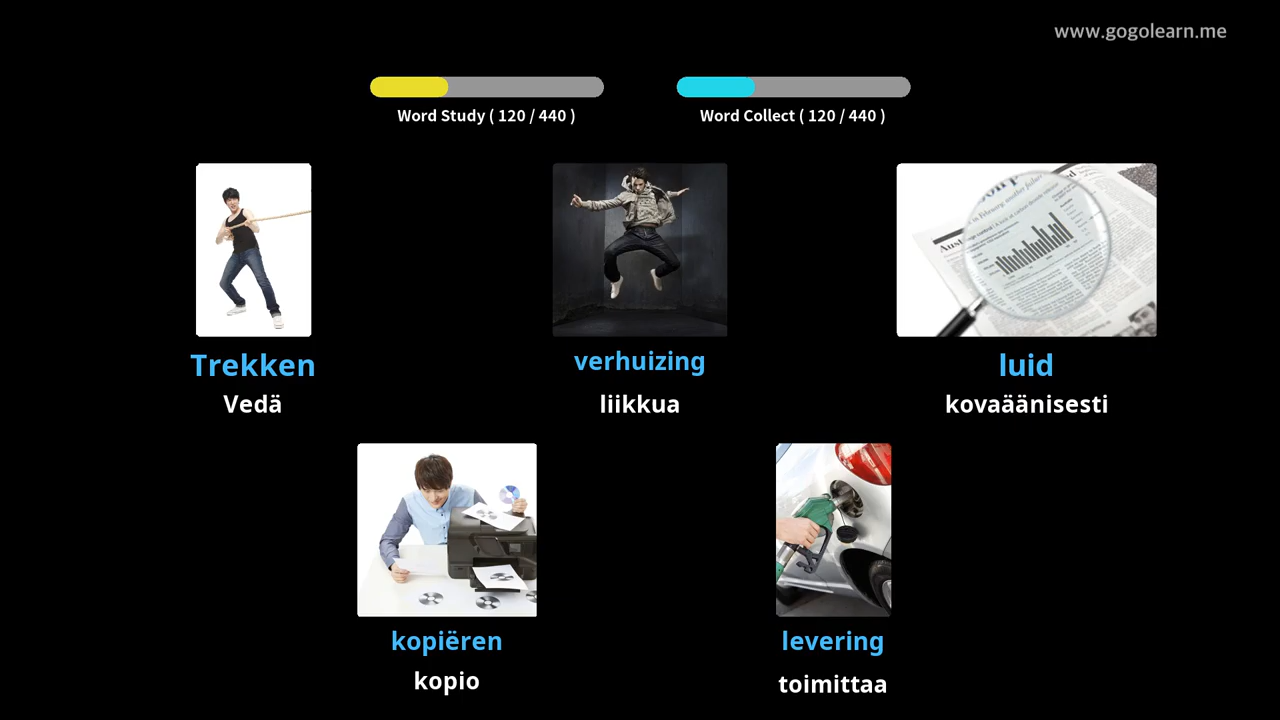 www.gogolearn.me
Word Study ( 120 / 440 )
Word Collect ( 120 / 440 )
Trekken
Vedä
verhuizing
liikkua
luid
kovaäänisesti
kopiëren
kopio
levering
toimittaa